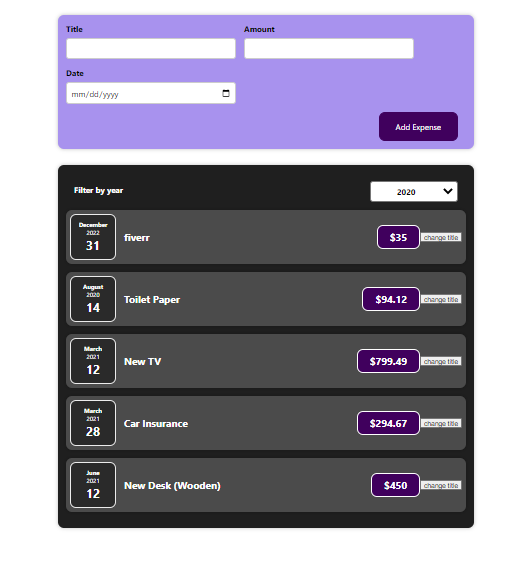 Title Amount
Date
mm/dd/yyyy
Add Expense
Filter by year 2020
December
2022
31
fiverr $35 change title
August
2020
14
Toilet Paper $94.12 change title
March
2021
12
New TV $799.49 change title
March
2021
28
Car Insurance $294.67 change title
June
2021
12
New Desk (Wooden) $450 change title